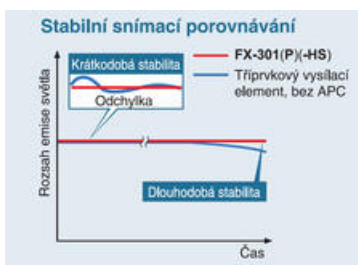 Stabilní snímací porovnávání
FX-301(P)(-HS)
Tříprvkový vysílací
element, bez APC
Krátkodobá stabilita
Odchylka
Rozsah emise světla
Dlouhodobá stabilita
Čas